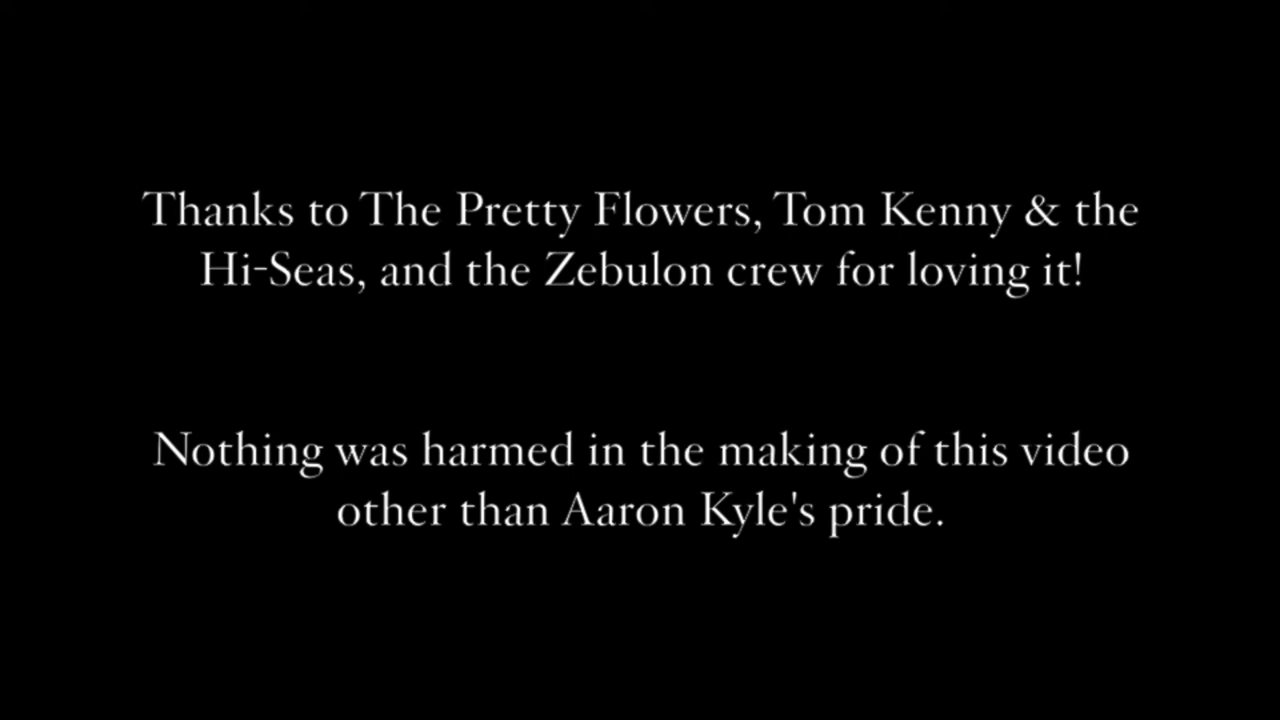 Thanks to The Pretty Flowers, Tom Kenny & the
Hi-Seas, and the Zebulon crew for loving it!
Nothing was harmed in the making of this video
other than Aaron Kyle's pride.